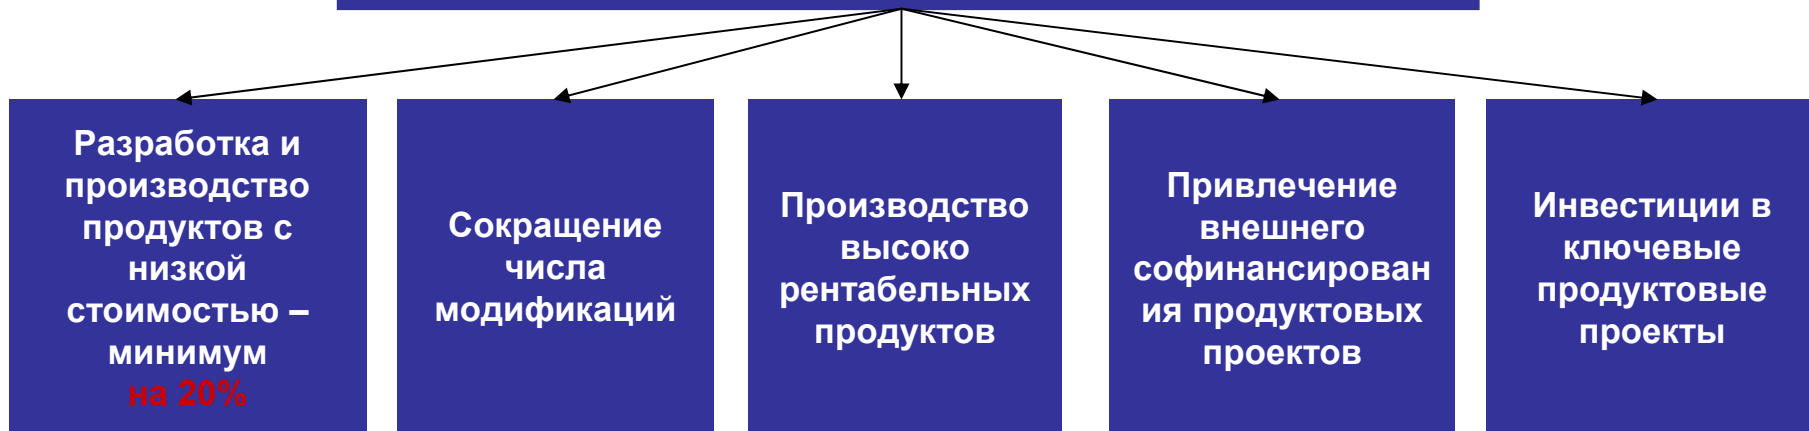 Разработка и
производство
продуктов с
низкой
стоимостью –
минимум
на 20%
Сокращение
числа
модификаций
Производство
высоко
рентабельных
продуктов
Привлечение
внешнего
софинансирован
ия продуктовых
проектов
Инвестиции в
ключевые
продуктовые
проекты